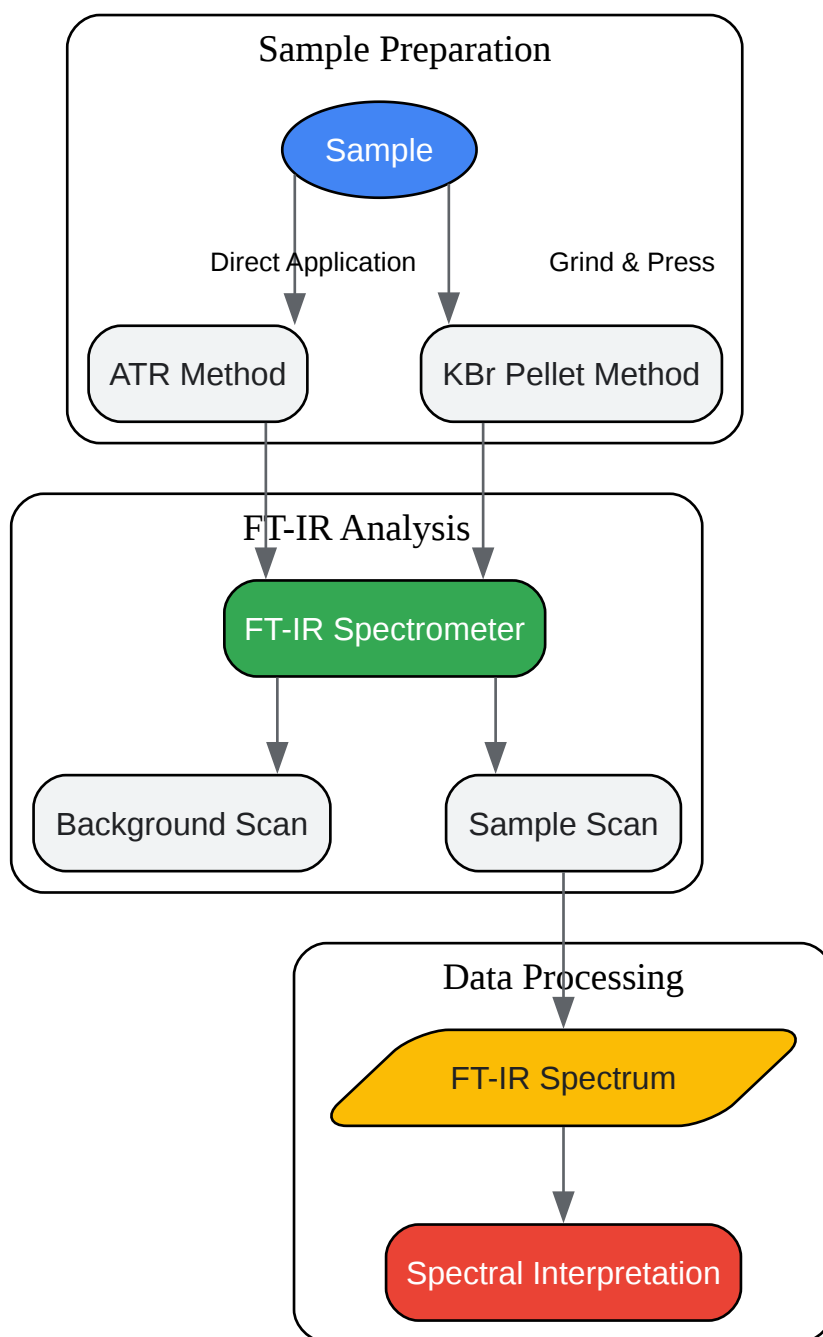 Sample Preparation
Sample
Direct Application
Grind & Press
ATR Method
KBr Pellet Method
FT-IR Analysis
FT-IR Spectrometer
Background Scan
Sample Scan
Data Processing
FT-IR Spectrum
Spectral Interpretation